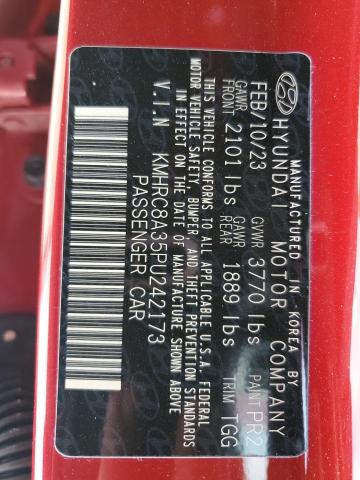 MANUFACTURED IN KOREA BY
HYUNDAI MOTOR COMPANY
FEB/10/23 GVWR 3770 lbs PAINT PR2
GAWR FRONT 2101 lbs GAWR REAR 1889 lbs TRIM TGG
THIS VEHICLE CONFORMS TO ALL APPLICABLE U.S.A. FEDERAL
MOTOR VEHICLE SAFETY, BUMPER, AND THEFT PREVENTION STANDARDS
IN EFFECT ON THE DATE OF MANUFACTURE SHOWN ABOVE
V.I.N KMHRC8A35PU242173
PASSENGER CAR